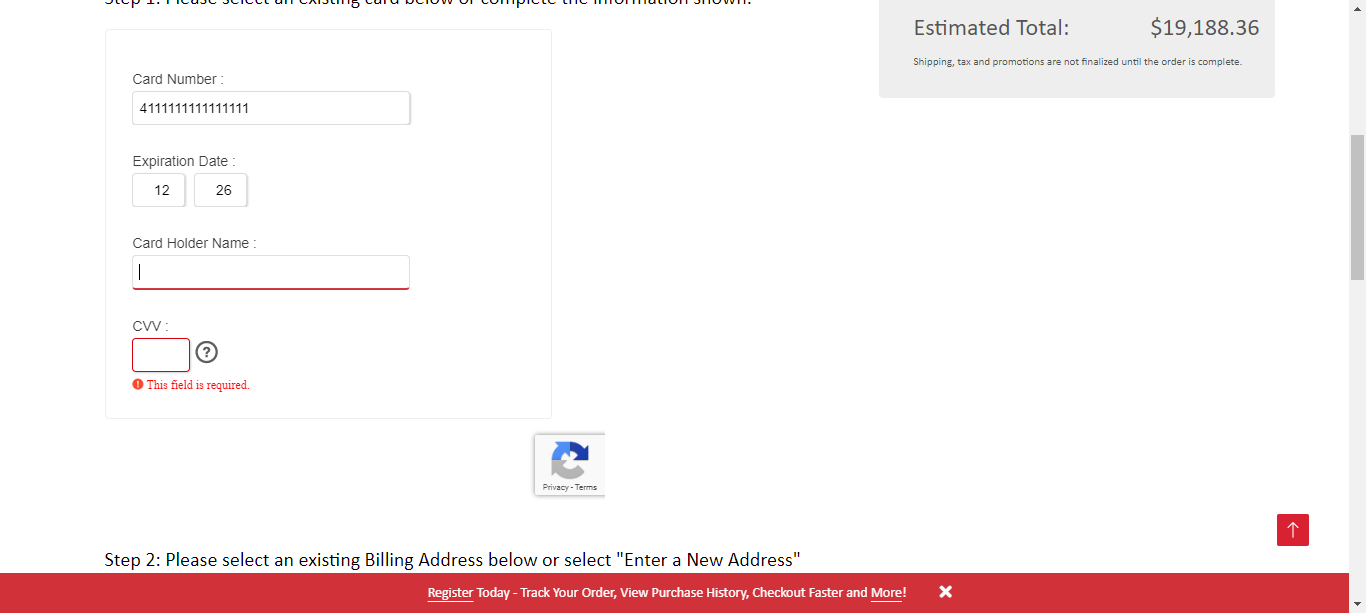 Step 1: Please select an existing card below or complete the information shown:
Estimated Total: $19,188.36
Shipping, tax and promotions are not finalized until the order is complete.
Card Number :
4111111111111111
Expiration Date :
12 26
Card Holder Name :
CVV :
?
! This field is required.
Privacy - Terms
Step 2: Please select an existing Billing Address below or select "Enter a New Address"
Register Today - Track Your Order, View Purchase History, Checkout Faster and More!